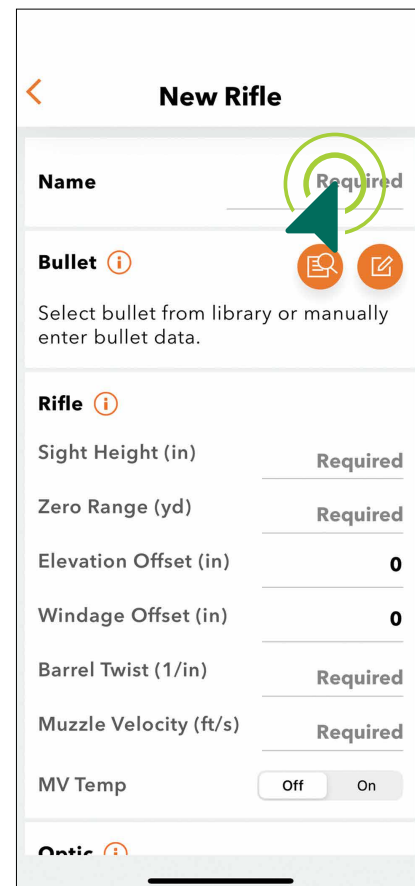 New Rifle
Name Required
Bullet i
Select bullet from library or manually
enter bullet data.
Rifle i
Sight Height (in) Required
Zero Range (yd) Required
Elevation Offset (in) 0
Windage Offset (in) 0
Barrel Twist (1/in) Required
Muzzle Velocity (ft/s) Required
MV Temp Off On
Optic i